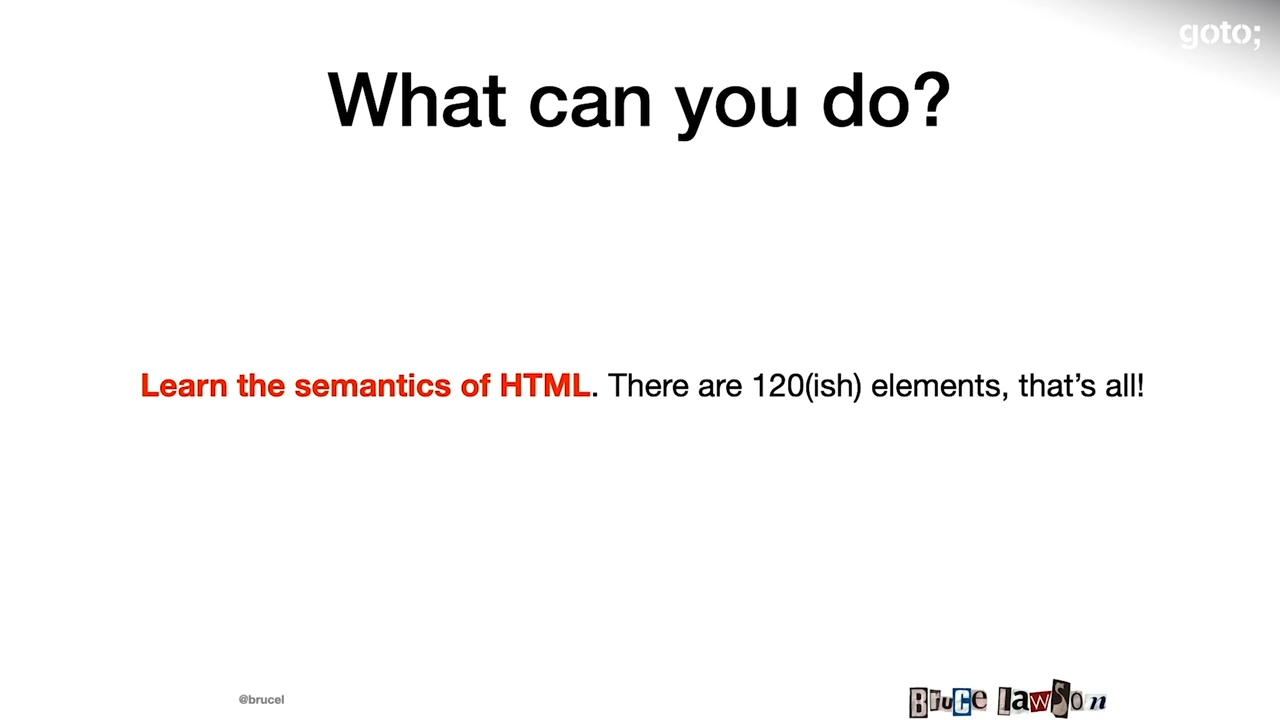 goto;
What can you do?
Learn the semantics of HTML. There are 120(ish) elements, that’s all!
@brucel
BruCe LawSon